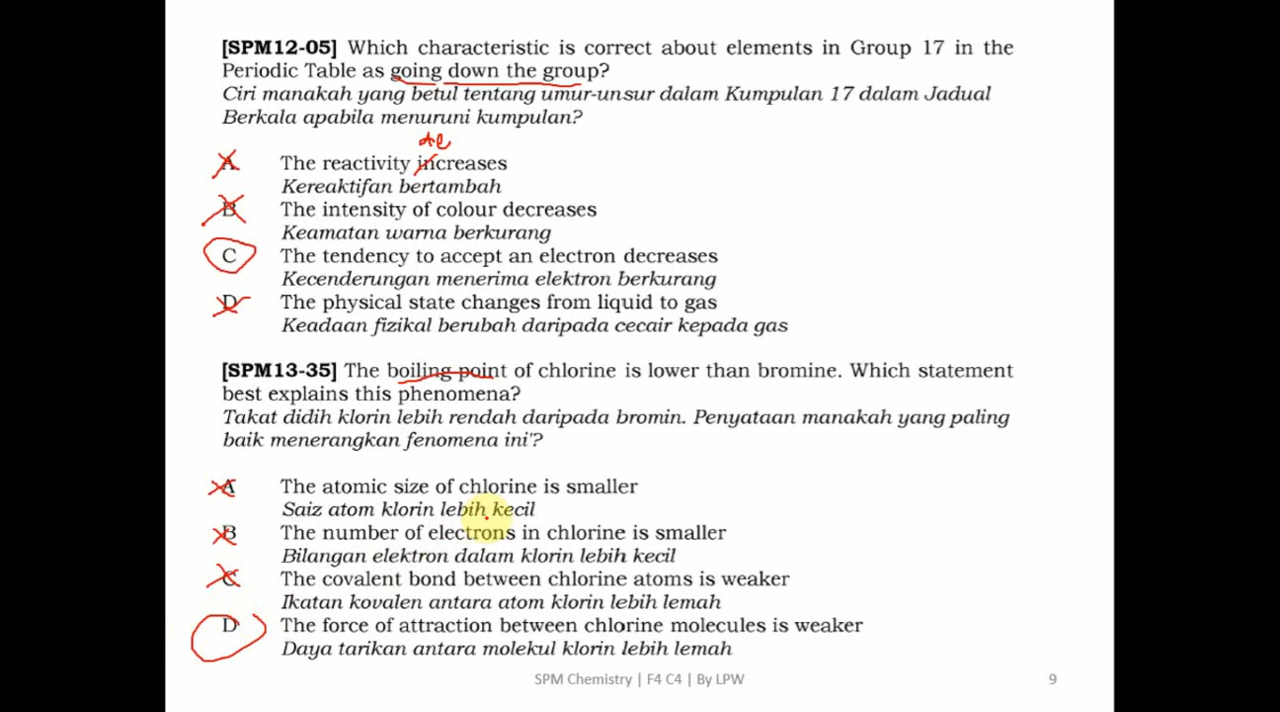 [SPM12-05] Which characteristic is correct about elements in Group 17 in the
Periodic Table as going down the group?
Ciri manakah yang betul tentang umur-unsur dalam Kumpulan 17 dalam Jadual
Berkala apabila menuruni kumpulan?
de
A The reactivity increases
Kereaktifan bertambah
B The intensity of colour decreases
Keamatan warna berkurang
C The tendency to accept an electron decreases
Kecenderungan menerima elektron berkurang
D The physical state changes from liquid to gas
Keadaan fizikal berubah daripada cecair kepada gas
[SPM13-35] The boiling point of chlorine is lower than bromine. Which statement
best explains this phenomena?
Takat didih klorin lebih rendah daripada bromin. Penyataan manakah yang paling
baik menerangkan fenomena ini'?
A The atomic size of chlorine is smaller
Saiz atom klorin lebih kecil
B The number of electrons in chlorine is smaller
Bilangan elektron dalam klorin lebih kecil
C The covalent bond between chlorine atoms is weaker
Ikatan kovalen antara atom klorin lebih lemah
D The force of attraction between chlorine molecules is weaker
Daya tarikan antara molekul klorin lebih lemah
SPM Chemistry | F4 C4 | By LPW 9